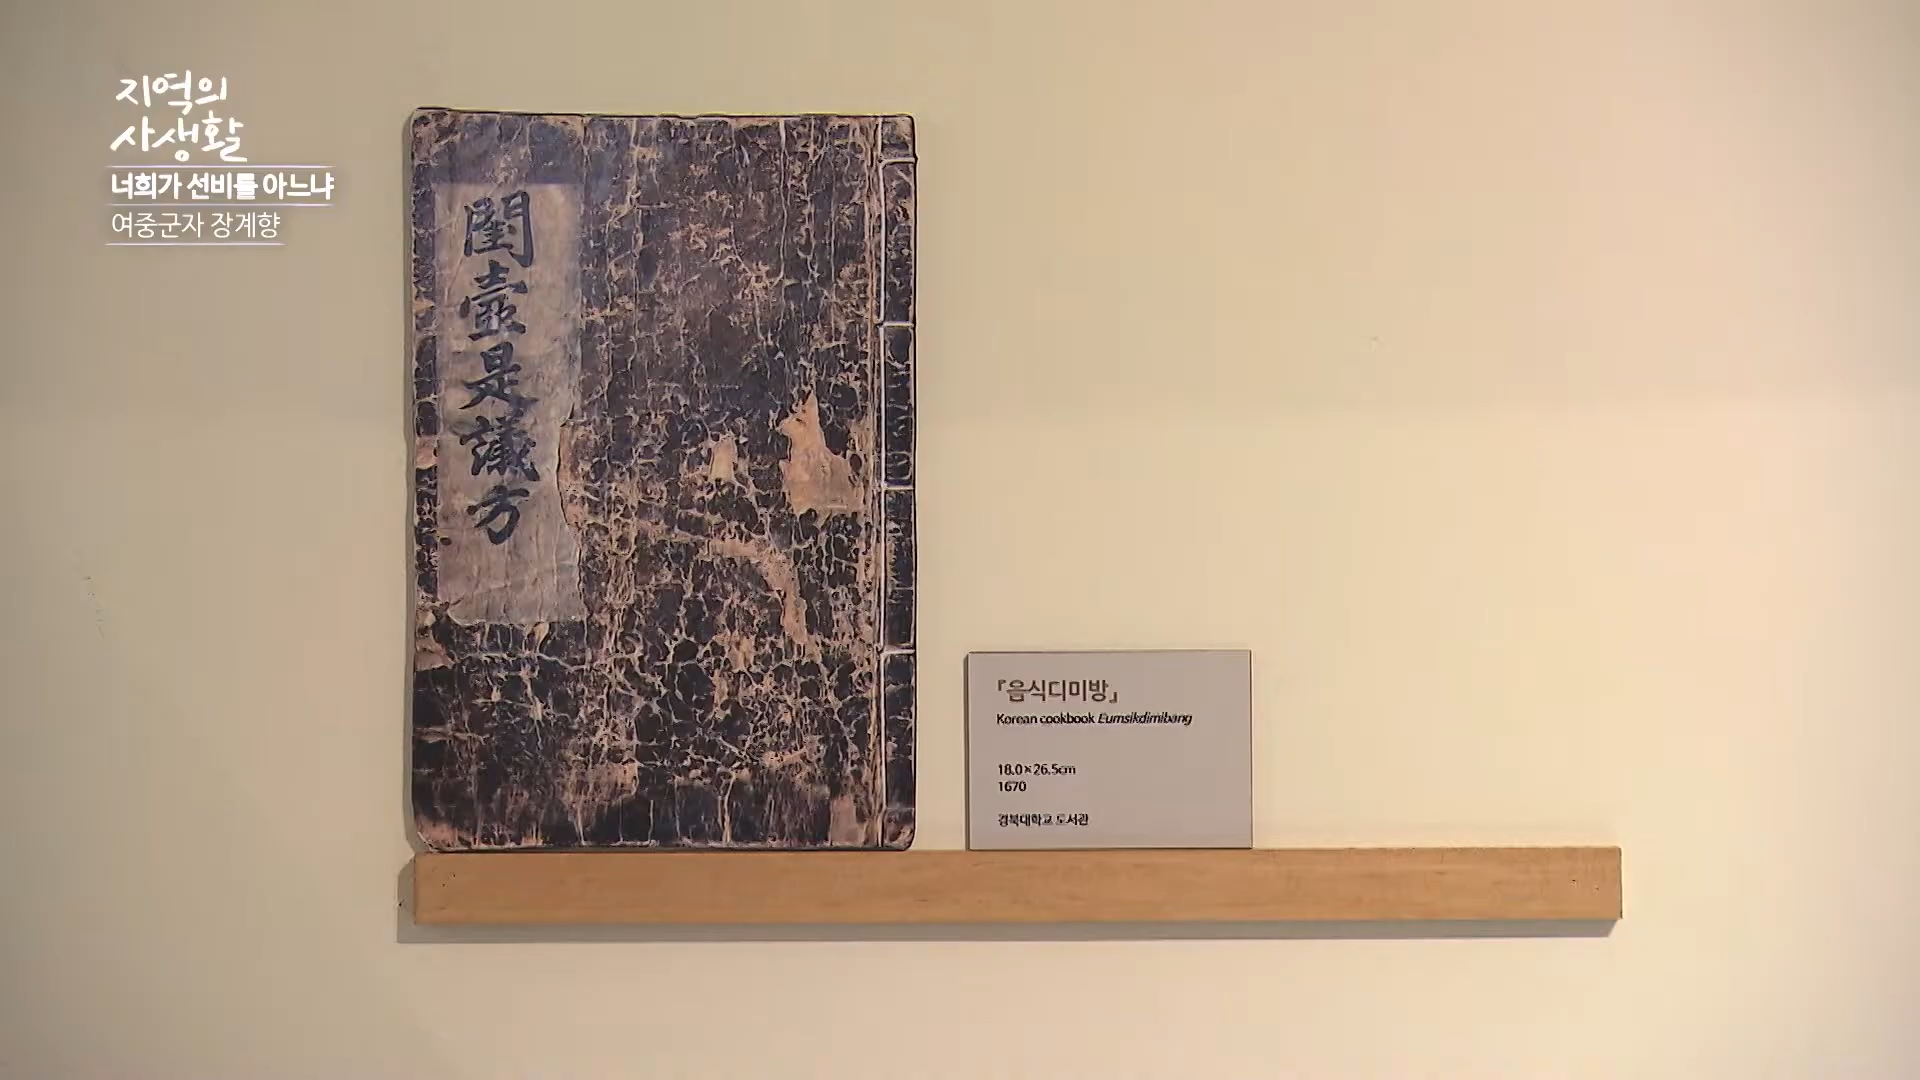 지역의
사생활
너희가 선비를 아느냐
여중군자 장계향
閨壼是議方
『음식디미방』
Korean cookbook Eumsikdimibang
18.0×26.5cm
1670
경북대학교 도서관